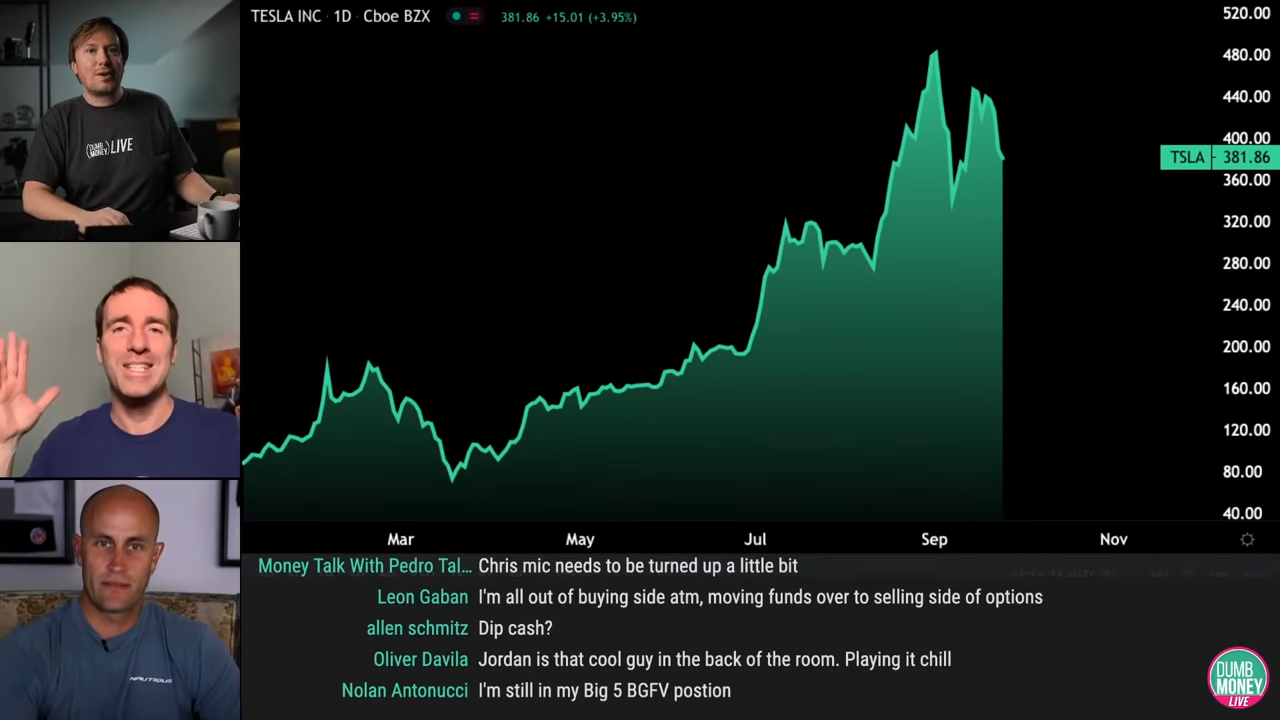 TESLA INC · 1D · Cboe BZX
381.86 +15.01 (+3.95%)
520.00
480.00
440.00
400.00
TSLA 381.86
360.00
320.00
280.00
240.00
200.00
160.00
120.00
80.00
40.00
Mar May Jul Sep Nov
(DUMB MONEY) LIVE
NAUTICUS
Money Talk With Pedro Tal... Chris mic needs to be turned up a little bit
Leon Gaban I'm all out of buying side atm, moving funds over to selling side of options
allen schmitz Dip cash?
Oliver Davila Jordan is that cool guy in the back of the room. Playing it chill
Nolan Antonucci I'm still in my Big 5 BGFV postion
DUMB
MONEY
LIVE